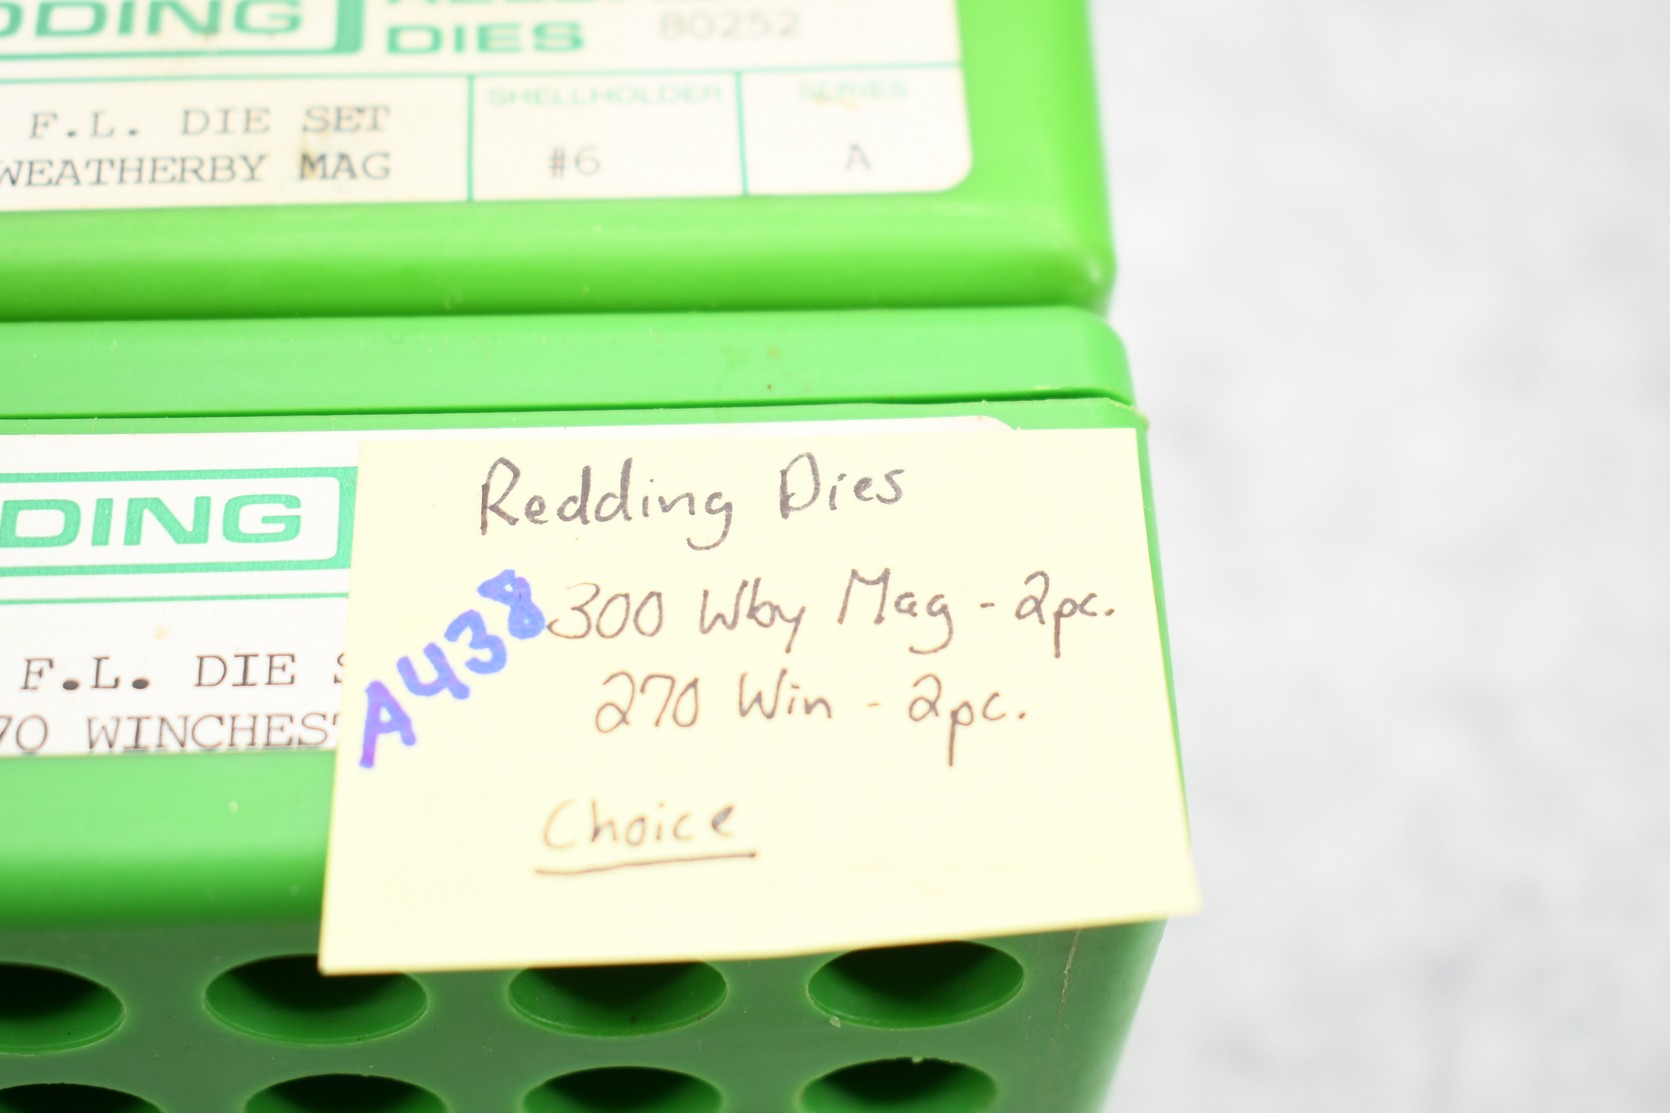 DDING
DIES
80252
F.L. DIE SET
WEATHERBY MAG
SHELLHOLDER
#6
SERIES
A
DING
F.L. DIE
70 WINCHEST
Redding Dies
A438
300 Wby Mag - 2pc.
270 Win - 2pc.
Choice